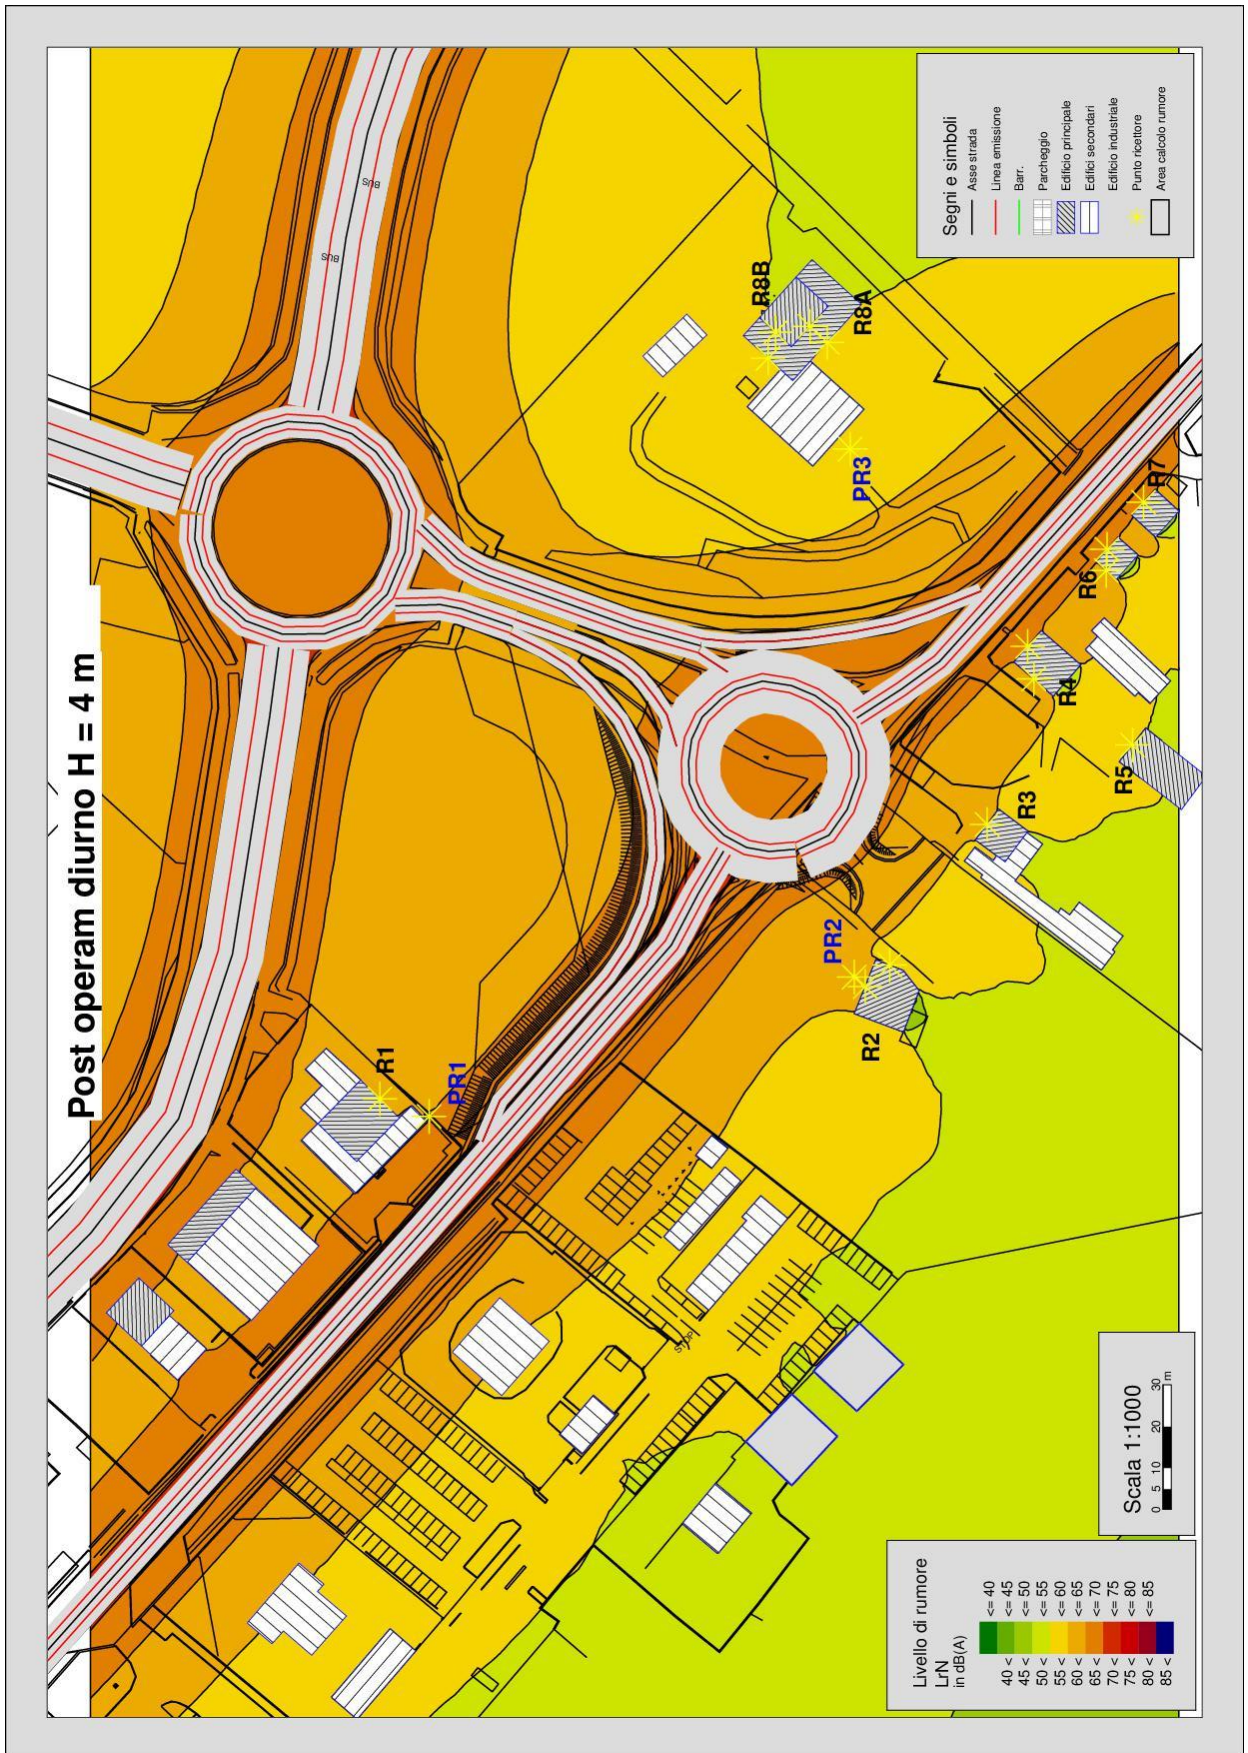 Post operam diurno H = 4 m
BUS
BUS
R1
PR1
R2
PR2
R3
R4
R5
R6
R7
PR3
R8A
R8B
STOP
Segni e simboli
Asse strada
Linea emissione
Barr.
Parcheggio
Edificio principale
Edifici secondari
Edificio industriale
Punto ricettore
Area calcolo rumore
Scala 1:1000
0 5 10 20 30
m
Livello di rumore
LrN
in dB(A)
<= 40
40 < <= 45
45 < <= 50
50 < <= 55
55 < <= 60
60 < <= 65
65 < <= 70
70 < <= 75
75 < <= 80
80 < <= 85
85 <